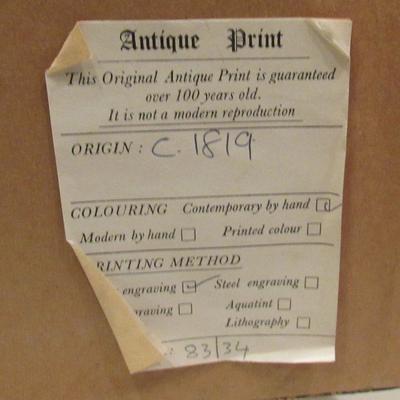 Antique Print
This Original Antique Print is guaranteed
over 100 years old.
It is not a modern reproduction
ORIGIN : C. 1819
COLOURING Contemporary by hand
Modern by hand Printed colour
RINTING METHOD
engraving Steel engraving
raving Aquatint
Lithography
: 83/34